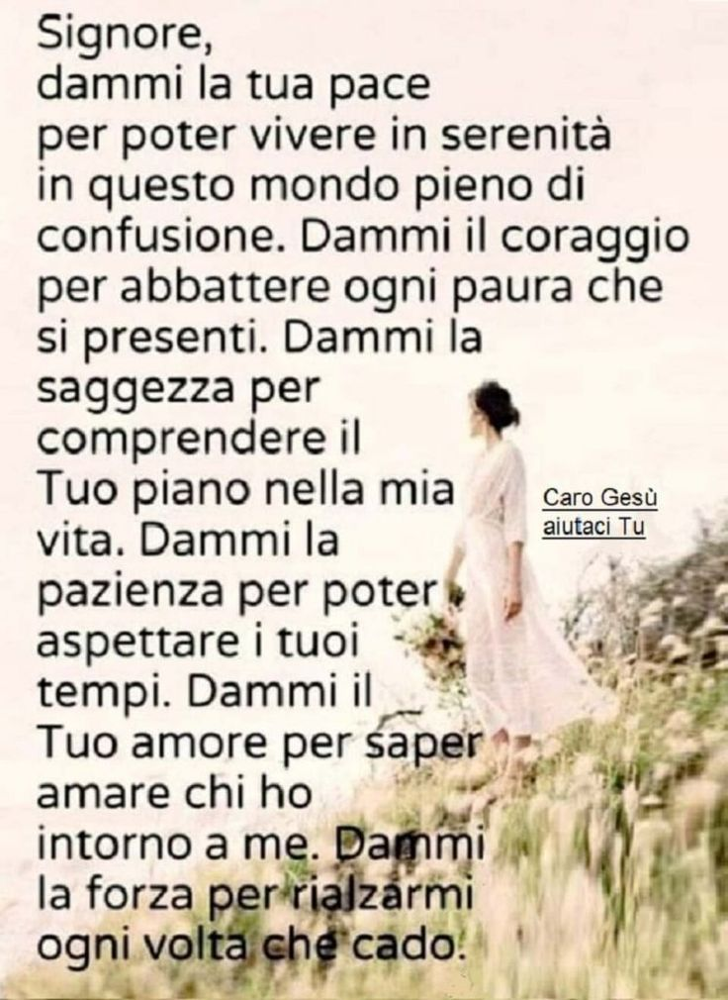 Signore,
dammi la tua pace
per poter vivere in serenità
in questo mondo pieno di
confusione. Dammi il coraggio
per abbattere ogni paura che
si presenti. Dammi la
saggezza per
comprendere il
Tuo piano nella mia
vita. Dammi la
pazienza per poter
aspettare i tuoi
tempi. Dammi il
Tuo amore per saper
amare chi ho
intorno a me. Dammi
la forza per rialzarmi
ogni volta che cado.
Caro Gesù
aiutaci Tu